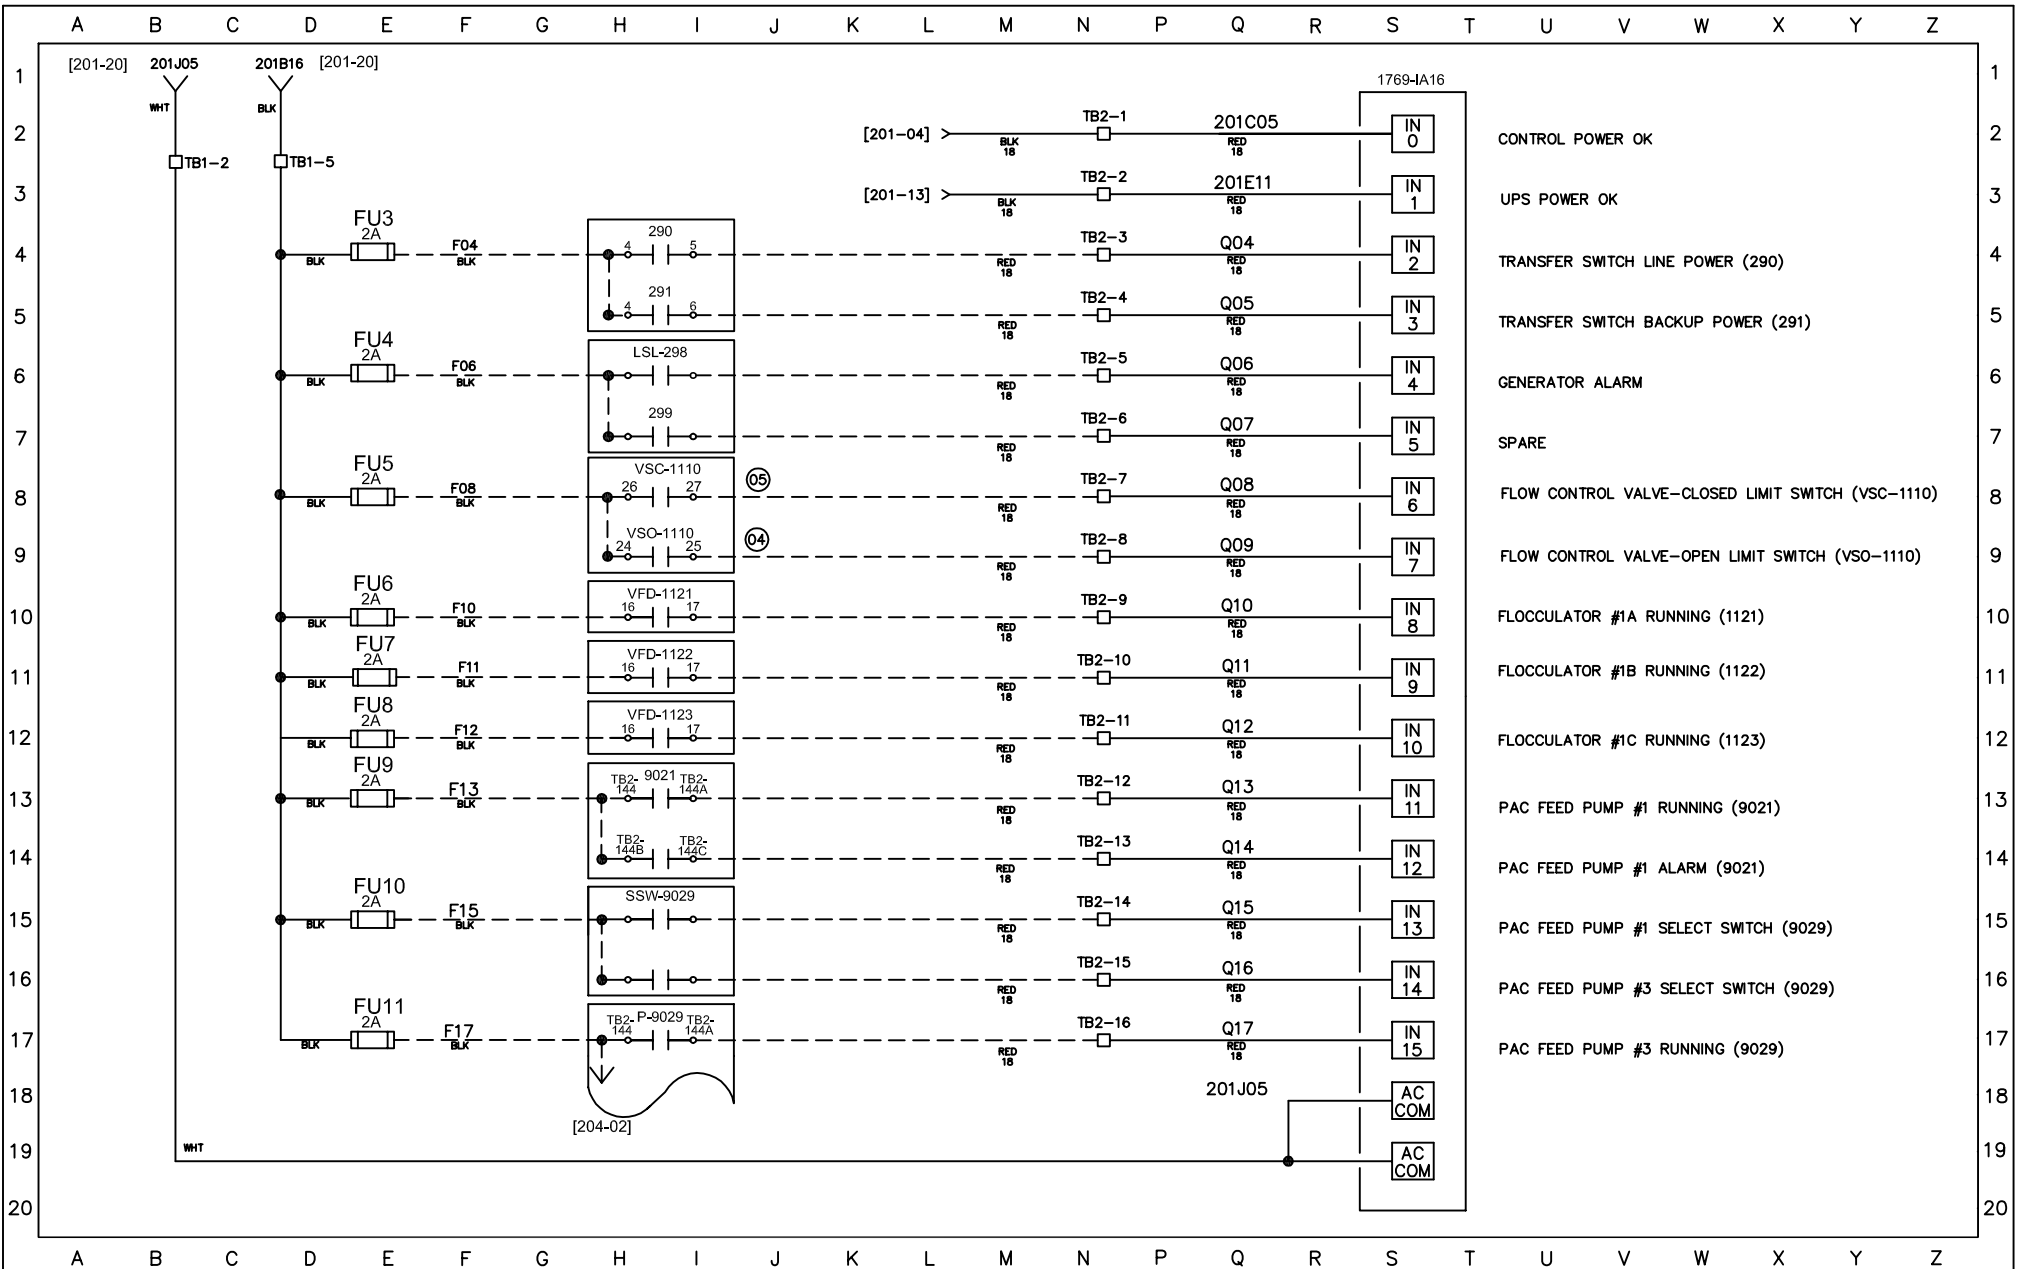 A B C D E F G H I J K L M N P Q R S T U V W X Y Z
1 [201-20] 201J05 201B16 [201-20] 1769-IA16 1
WHT BLK
2 [201-04] BLK 18 TB2-1 201C05 RED 18 IN 0 CONTROL POWER OK 2
TB1-2 TB1-5
3 [201-13] BLK 18 TB2-2 201E11 RED 18 IN 1 UPS POWER OK 3
4 BLK FU3 2A F04 BLK 290 4 5 RED 18 TB2-3 Q04 RED 18 IN 2 TRANSFER SWITCH LINE POWER (290) 4
5 291 4 6 RED 18 TB2-4 Q05 RED 18 IN 3 TRANSFER SWITCH BACKUP POWER (291) 5
6 BLK FU4 2A F06 BLK LSL-298 RED 18 TB2-5 Q06 RED 18 IN 4 GENERATOR ALARM 6
7 299 RED 18 TB2-6 Q07 RED 18 IN 5 SPARE 7
8 BLK FU5 2A F08 BLK VSC-1110 26 27 05 RED 18 TB2-7 Q08 RED 18 IN 6 FLOW CONTROL VALVE-CLOSED LIMIT SWITCH (VSC-1110) 8
9 VSO-1110 24 25 04 RED 18 TB2-8 Q09 RED 18 IN 7 FLOW CONTROL VALVE-OPEN LIMIT SWITCH (VSO-1110) 9
10 BLK FU6 2A F10 BLK VFD-1121 16 17 RED 18 TB2-9 Q10 RED 18 IN 8 FLOCCULATOR #1A RUNNING (1121) 10
11 BLK FU7 2A F11 BLK VFD-1122 16 17 RED 18 TB2-10 Q11 RED 18 IN 9 FLOCCULATOR #1B RUNNING (1122) 11
12 BLK FU8 2A F12 BLK VFD-1123 16 17 RED 18 TB2-11 Q12 RED 18 IN 10 FLOCCULATOR #1C RUNNING (1123) 12
13 BLK FU9 2A F13 BLK TB2-144 9021 TB2-144A RED 18 TB2-12 Q13 RED 18 IN 11 PAC FEED PUMP #1 RUNNING (9021) 13
14 TB2-144B TB2-144C RED 18 TB2-13 Q14 RED 18 IN 12 PAC FEED PUMP #1 ALARM (9021) 14
15 BLK FU10 2A F15 BLK SSW-9029 RED 18 TB2-14 Q15 RED 18 IN 13 PAC FEED PUMP #1 SELECT SWITCH (9029) 15
16 RED 18 TB2-15 Q16 RED 18 IN 14 PAC FEED PUMP #3 SELECT SWITCH (9029) 16
17 BLK FU11 2A F17 BLK TB2-144 P-9029 TB2-144A RED 18 TB2-16 Q17 RED 18 IN 15 PAC FEED PUMP #3 RUNNING (9029) 17
18 [204-02] 201J05 AC COM 18
19 WHT AC COM 19
20 20
A B C D E F G H I J K L M N P Q R S T U V W X Y Z